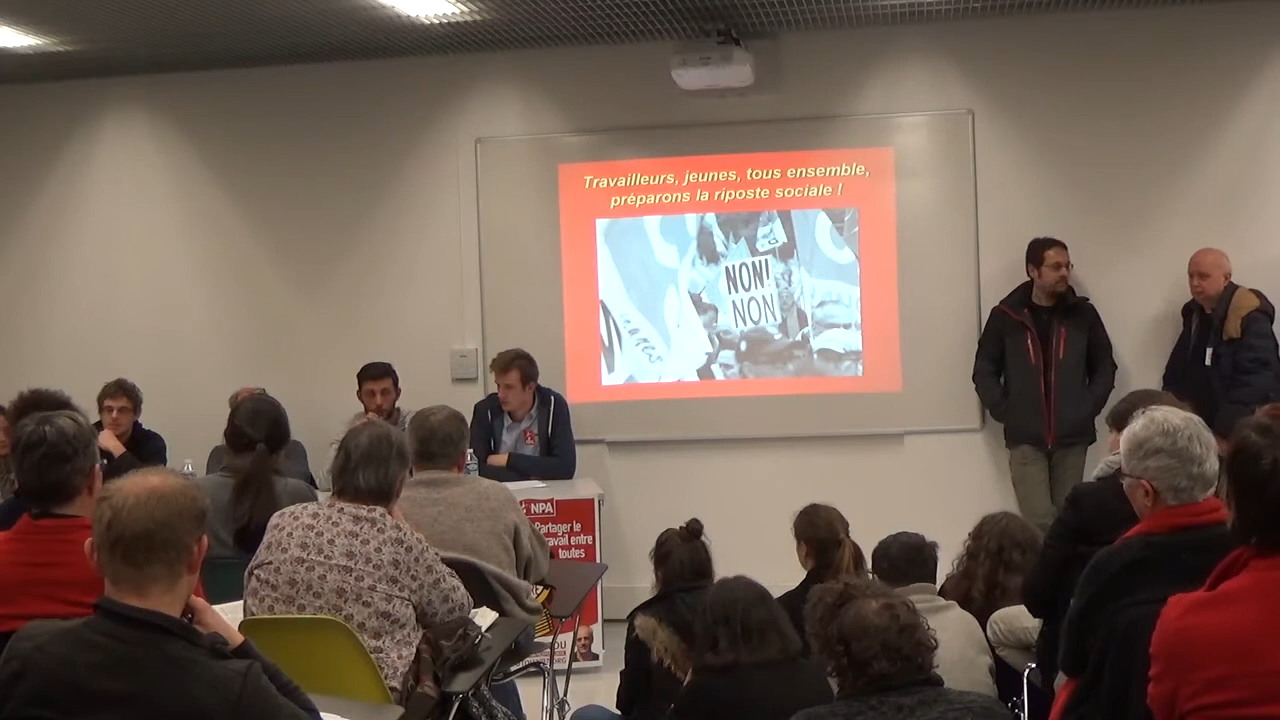 Travailleurs, jeunes, tous ensemble,
préparons la riposte sociale !
NON!
NON
NPA
Partager le
travail entre
toutes